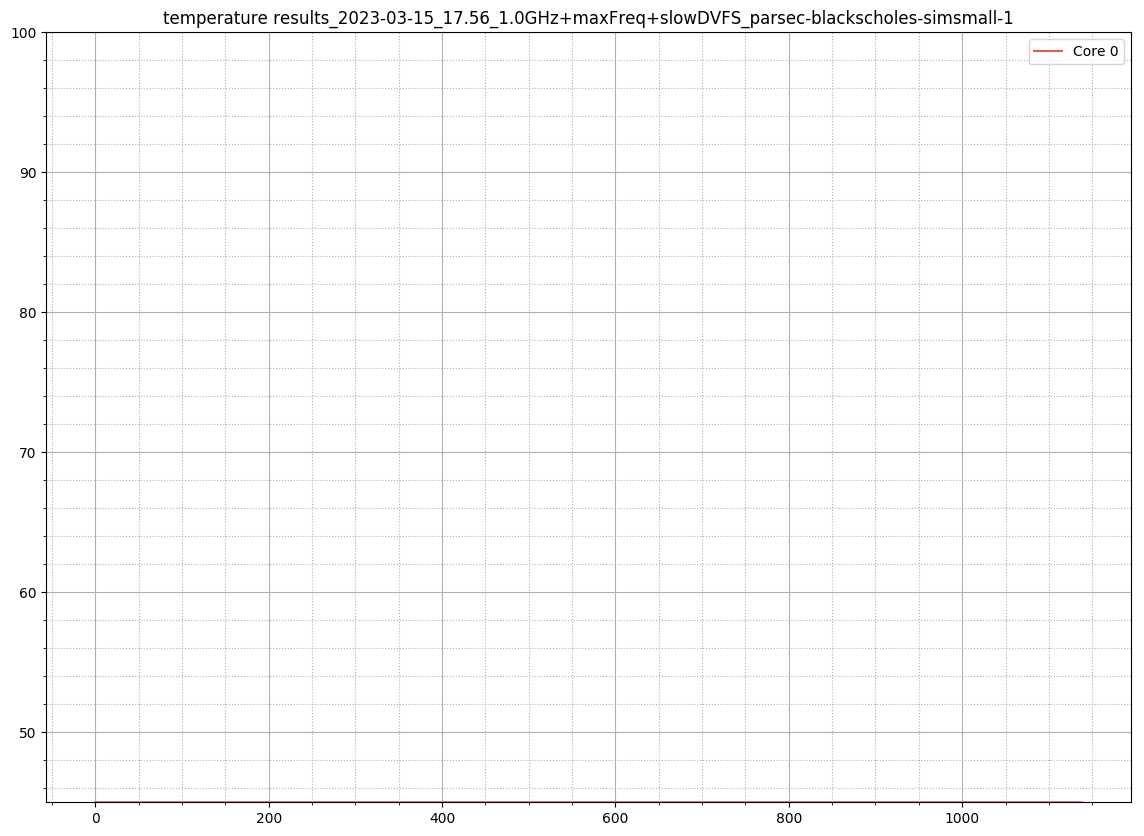 temperature results_2023-03-15_17.56_1.0GHz+maxFreq+slowDVFS_parsec-blackscholes-simsmall-1
Core 0
100
90
80
70
60
50
0 200 400 600 800 1000